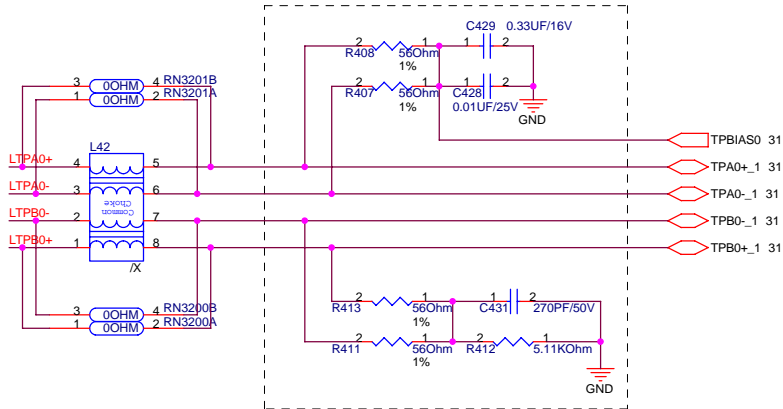 C429 0.33UF/16V
2 1 1 2
R408 56Ohm
1%
3 0OHM 4 RN3201B
1 0OHM 2 RN3201A
2 1 1 2
R407 56Ohm C428
1% 0.01UF/25V
GND
TPBIAS0 31
L42
LTPA0+ 4 5 TPA0+_1 31
LTPA0- 3 6 TPA0-_1 31
Common
Choice
LTPB0- 2 7 TPB0-_1 31
LTPB0+ 1 8 TPB0+_1 31
/X
3 0OHM 4 RN3200B
1 0OHM 2 RN3200A
2 1 1 2
R413 56Ohm C431 270PF/50V
1%
2 1 2 1
R411 56Ohm R412 5.11KOhm
1%
GND